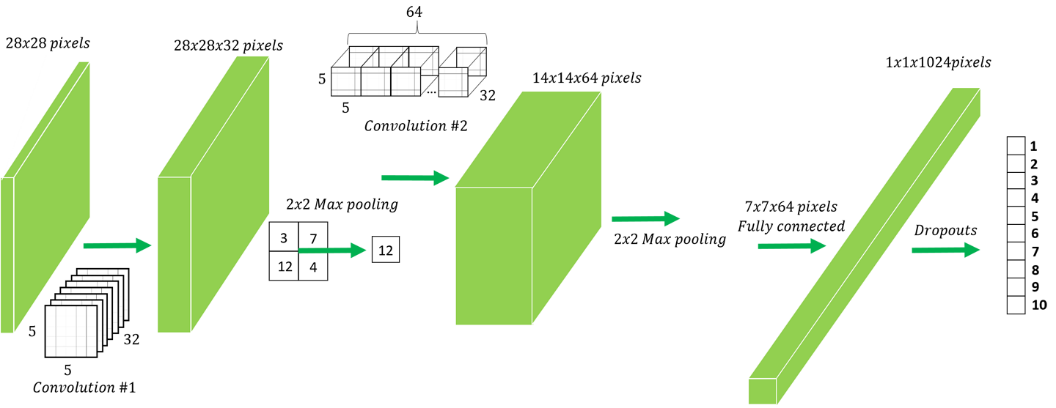 28x28 pixels
5
5
32
Convolution #1
28x28x32 pixels
2x2 Max pooling
3 7
12 4
12
64
5
5
...
32
Convolution #2
14x14x64 pixels
2x2 Max pooling
7x7x64 pixels
Fully connected
1x1x1024pixels
Dropouts
1
2
3
4
5
6
7
8
9
10